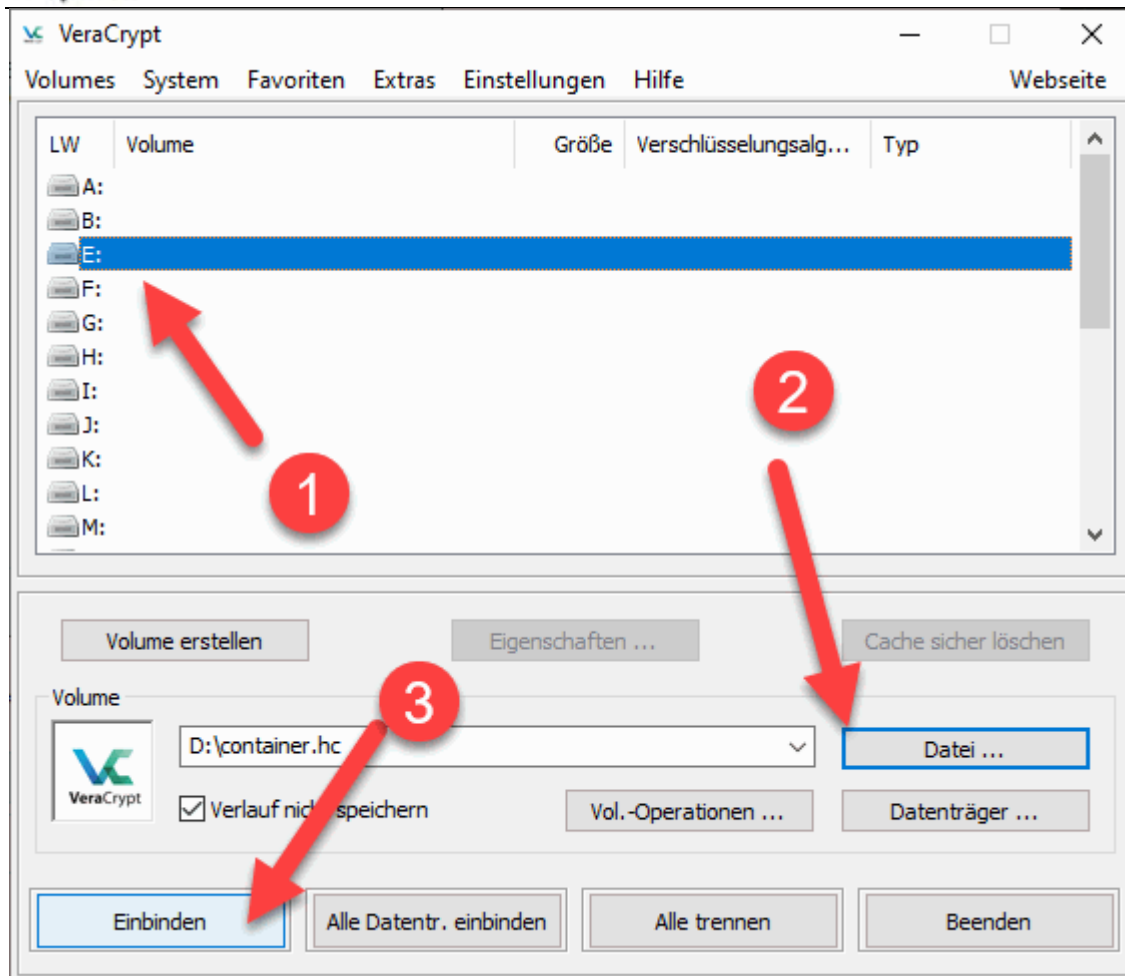 VeraCrypt
Volumes System Favoriten Extras Einstellungen Hilfe Webseite
LW Volume Größe Verschlüsselungsalg... Typ
A:
B:
E:
F:
G:
H:
I:
J:
K:
L:
M:
1
2
Volume erstellen Eigenschaften ... Cache sicher löschen
3
Volume
D:\container.hc Datei ...
VeraCrypt
Verlauf nicht speichern Vol.-Operationen ... Datenträger ...
Einbinden Alle Datentr. einbinden Alle trennen Beenden